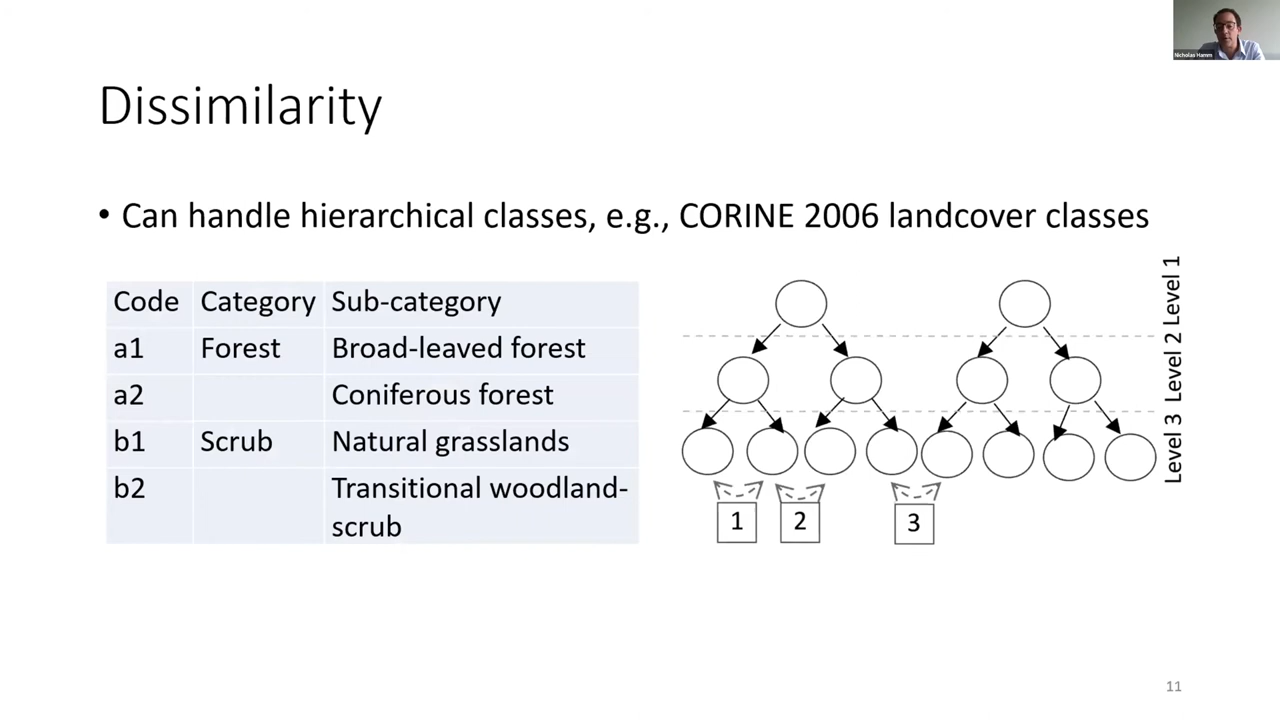 Nicholas Hamm
Dissimilarity
• Can handle hierarchical classes, e.g., CORINE 2006 landcover classes
Code Category Sub-category
a1 Forest Broad-leaved forest
a2 Coniferous forest
b1 Scrub Natural grasslands
b2 Transitional woodland-
scrub
Level 1
Level 2
Level 3
1 2 3
11